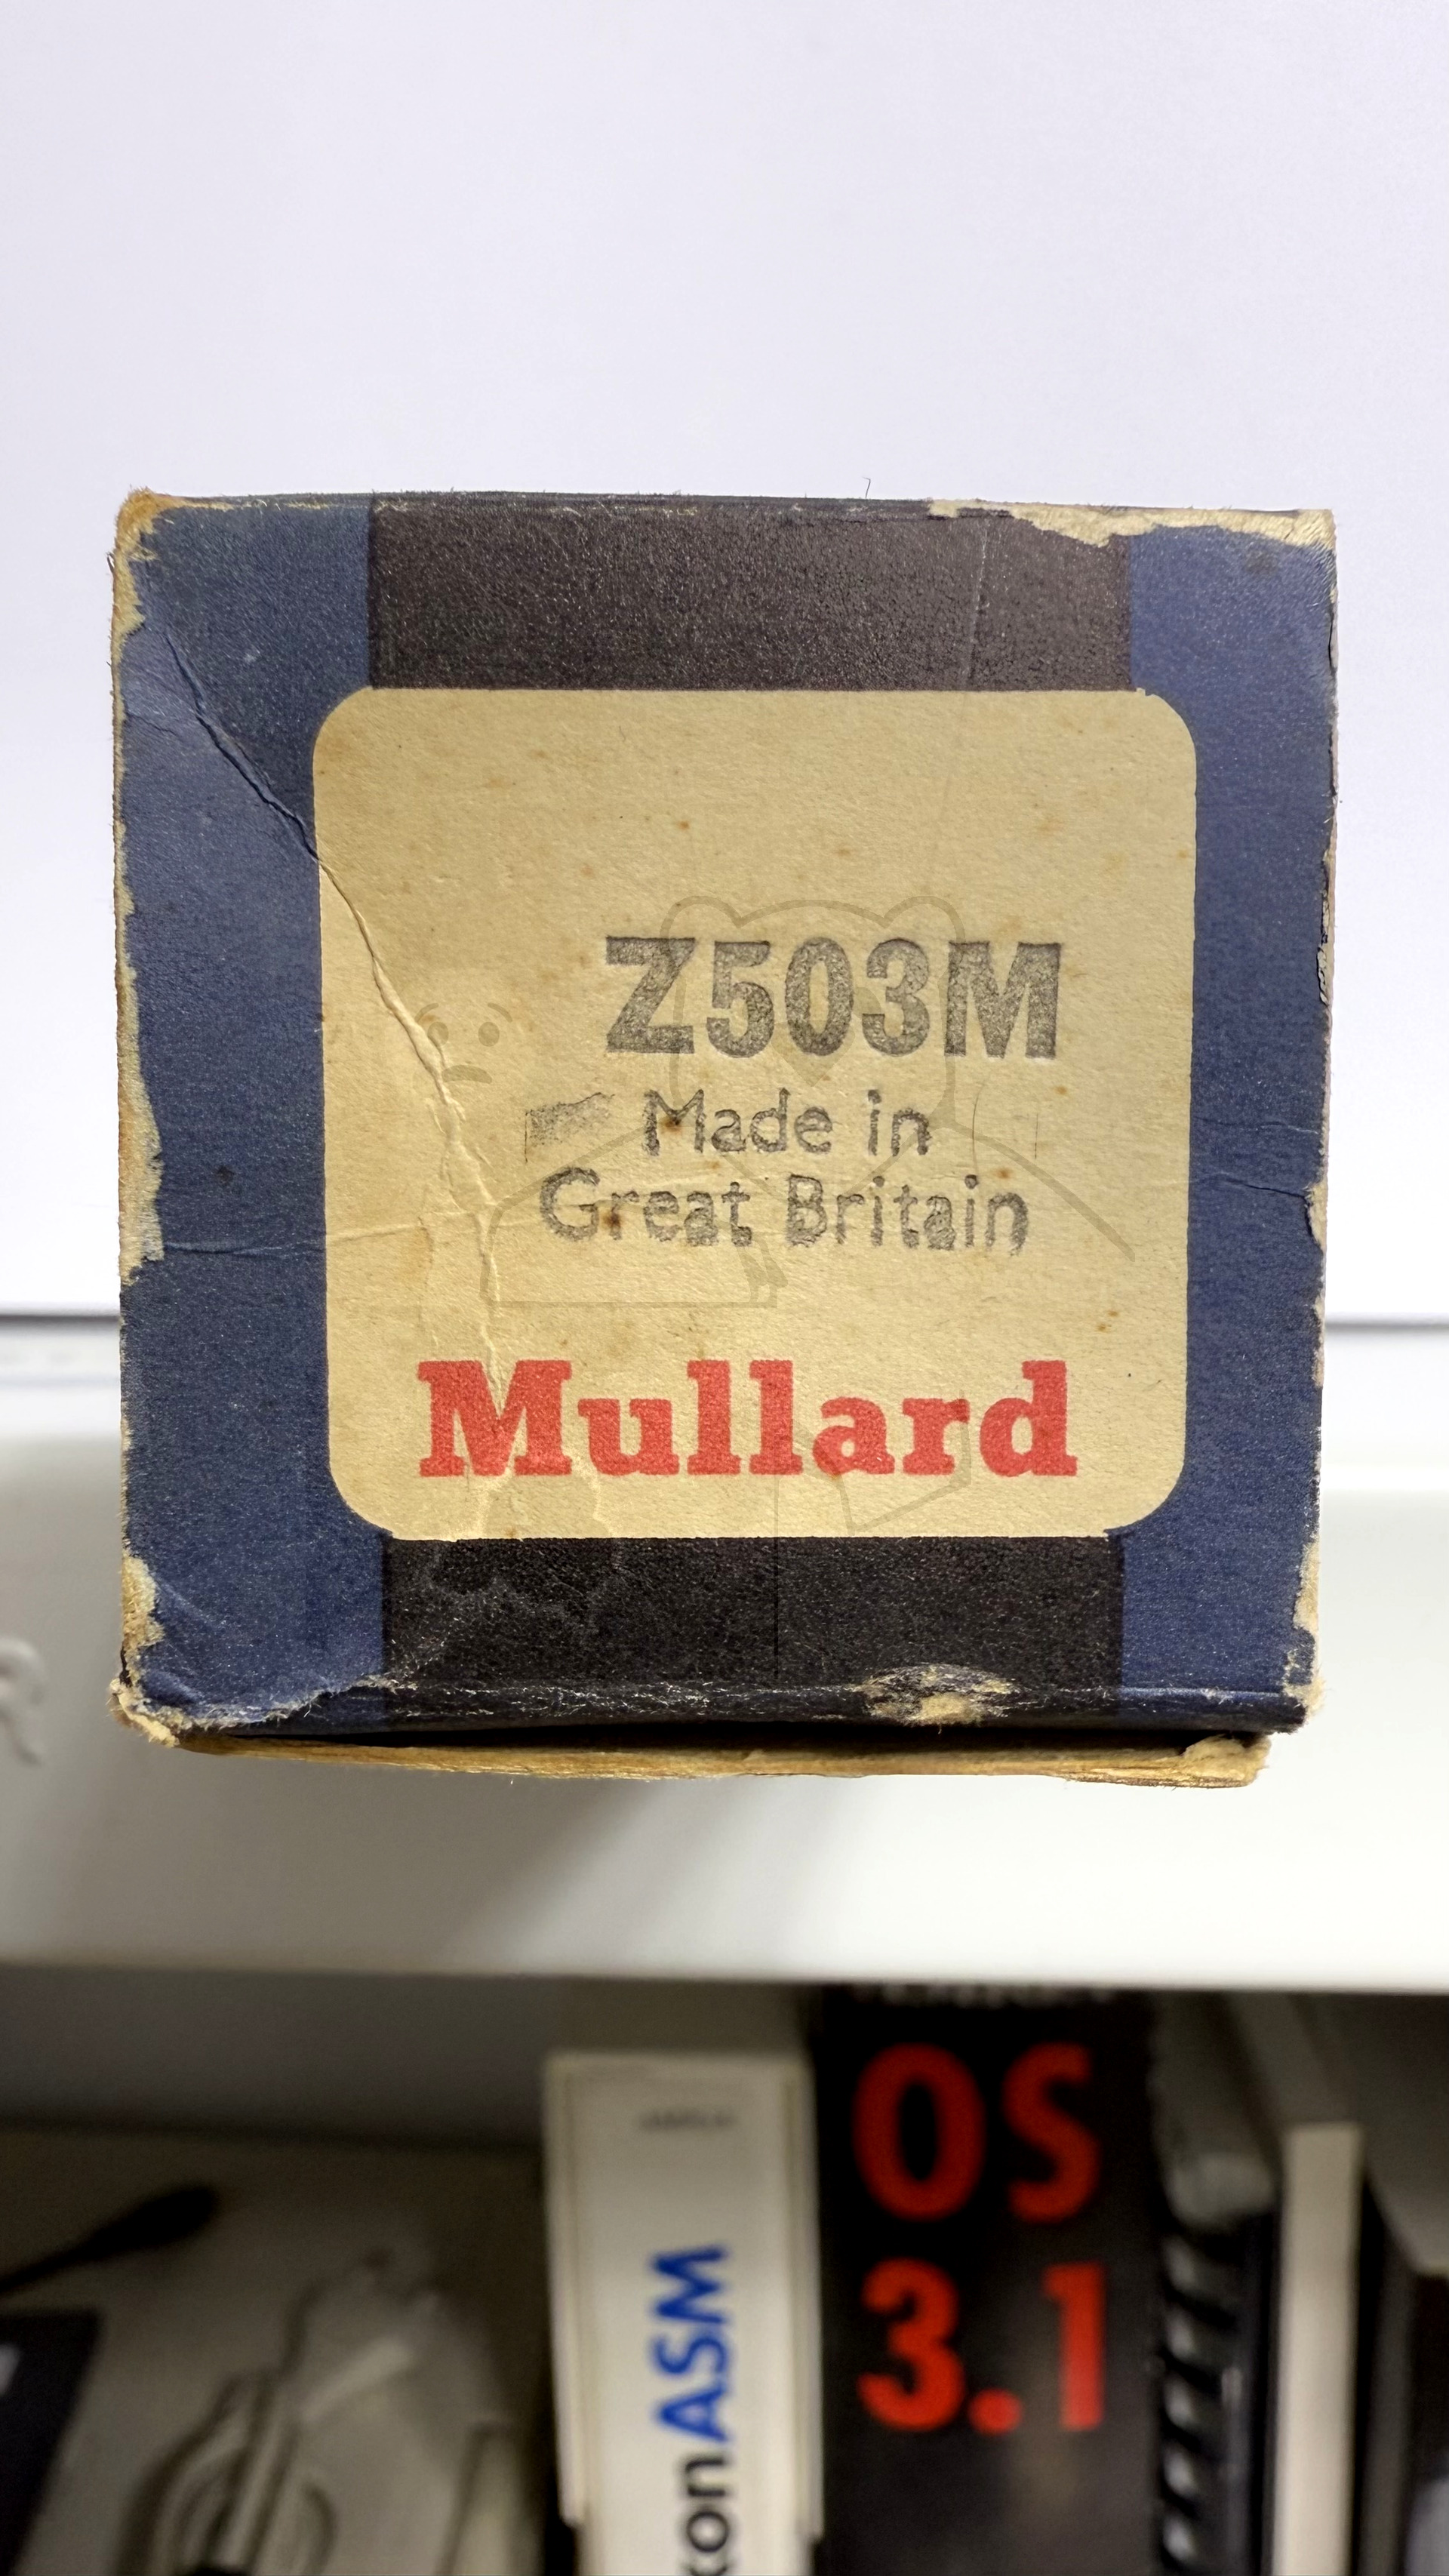 Z503M
Made in
Great Britain
Mullard
OS
3.1
ASM